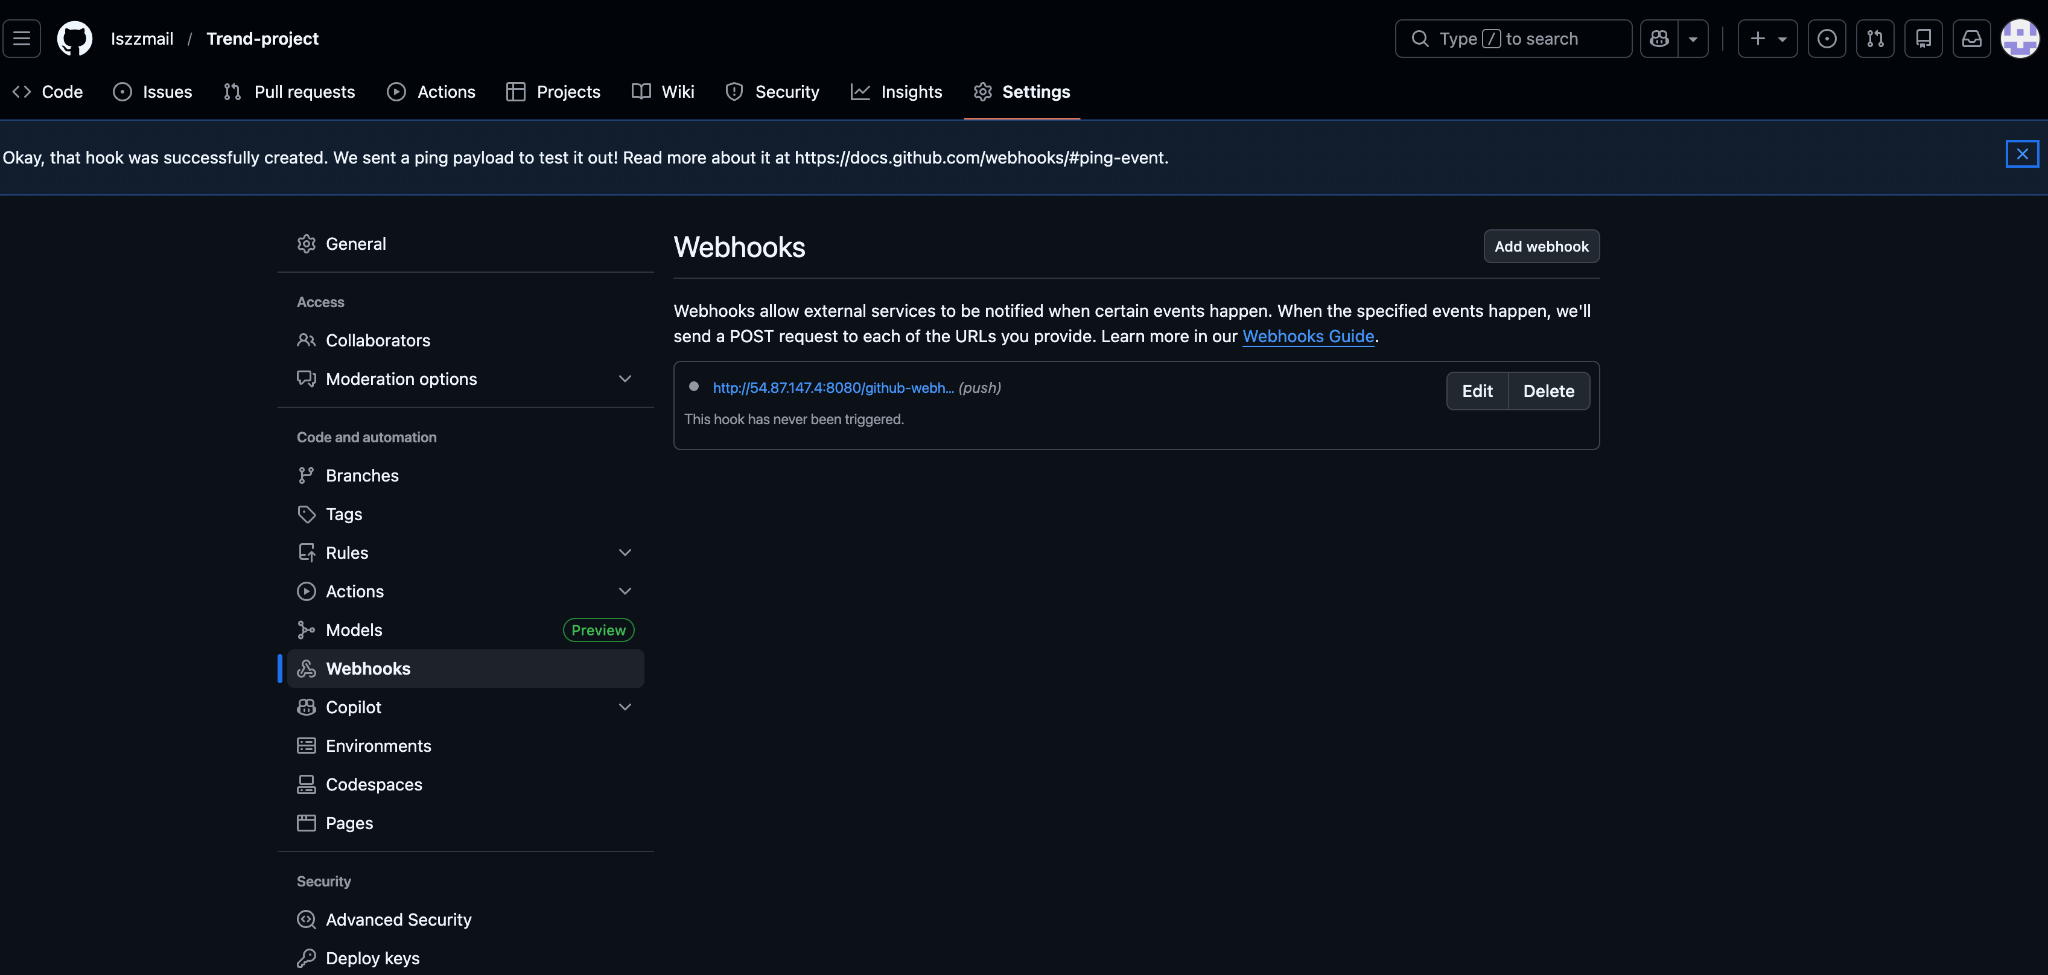 Iszzmail / Trend-project
Type / to search
Code
Issues
Pull requests
Actions
Projects
Wiki
Security
Insights
Settings
Okay, that hook was successfully created. We sent a ping payload to test it out! Read more about it at https://docs.github.com/webhooks/#ping-event.
General
Access
Collaborators
Moderation options
Code and automation
Branches
Tags
Rules
Actions
Models Preview
Webhooks
Copilot
Environments
Codespaces
Pages
Security
Advanced Security
Deploy keys
Webhooks
Add webhook
Webhooks allow external services to be notified when certain events happen. When the specified events happen, we'll
send a POST request to each of the URLs you provide. Learn more in our Webhooks Guide.
http://54.87.147.4:8080/github-webh... (push)
Edit
Delete
This hook has never been triggered.